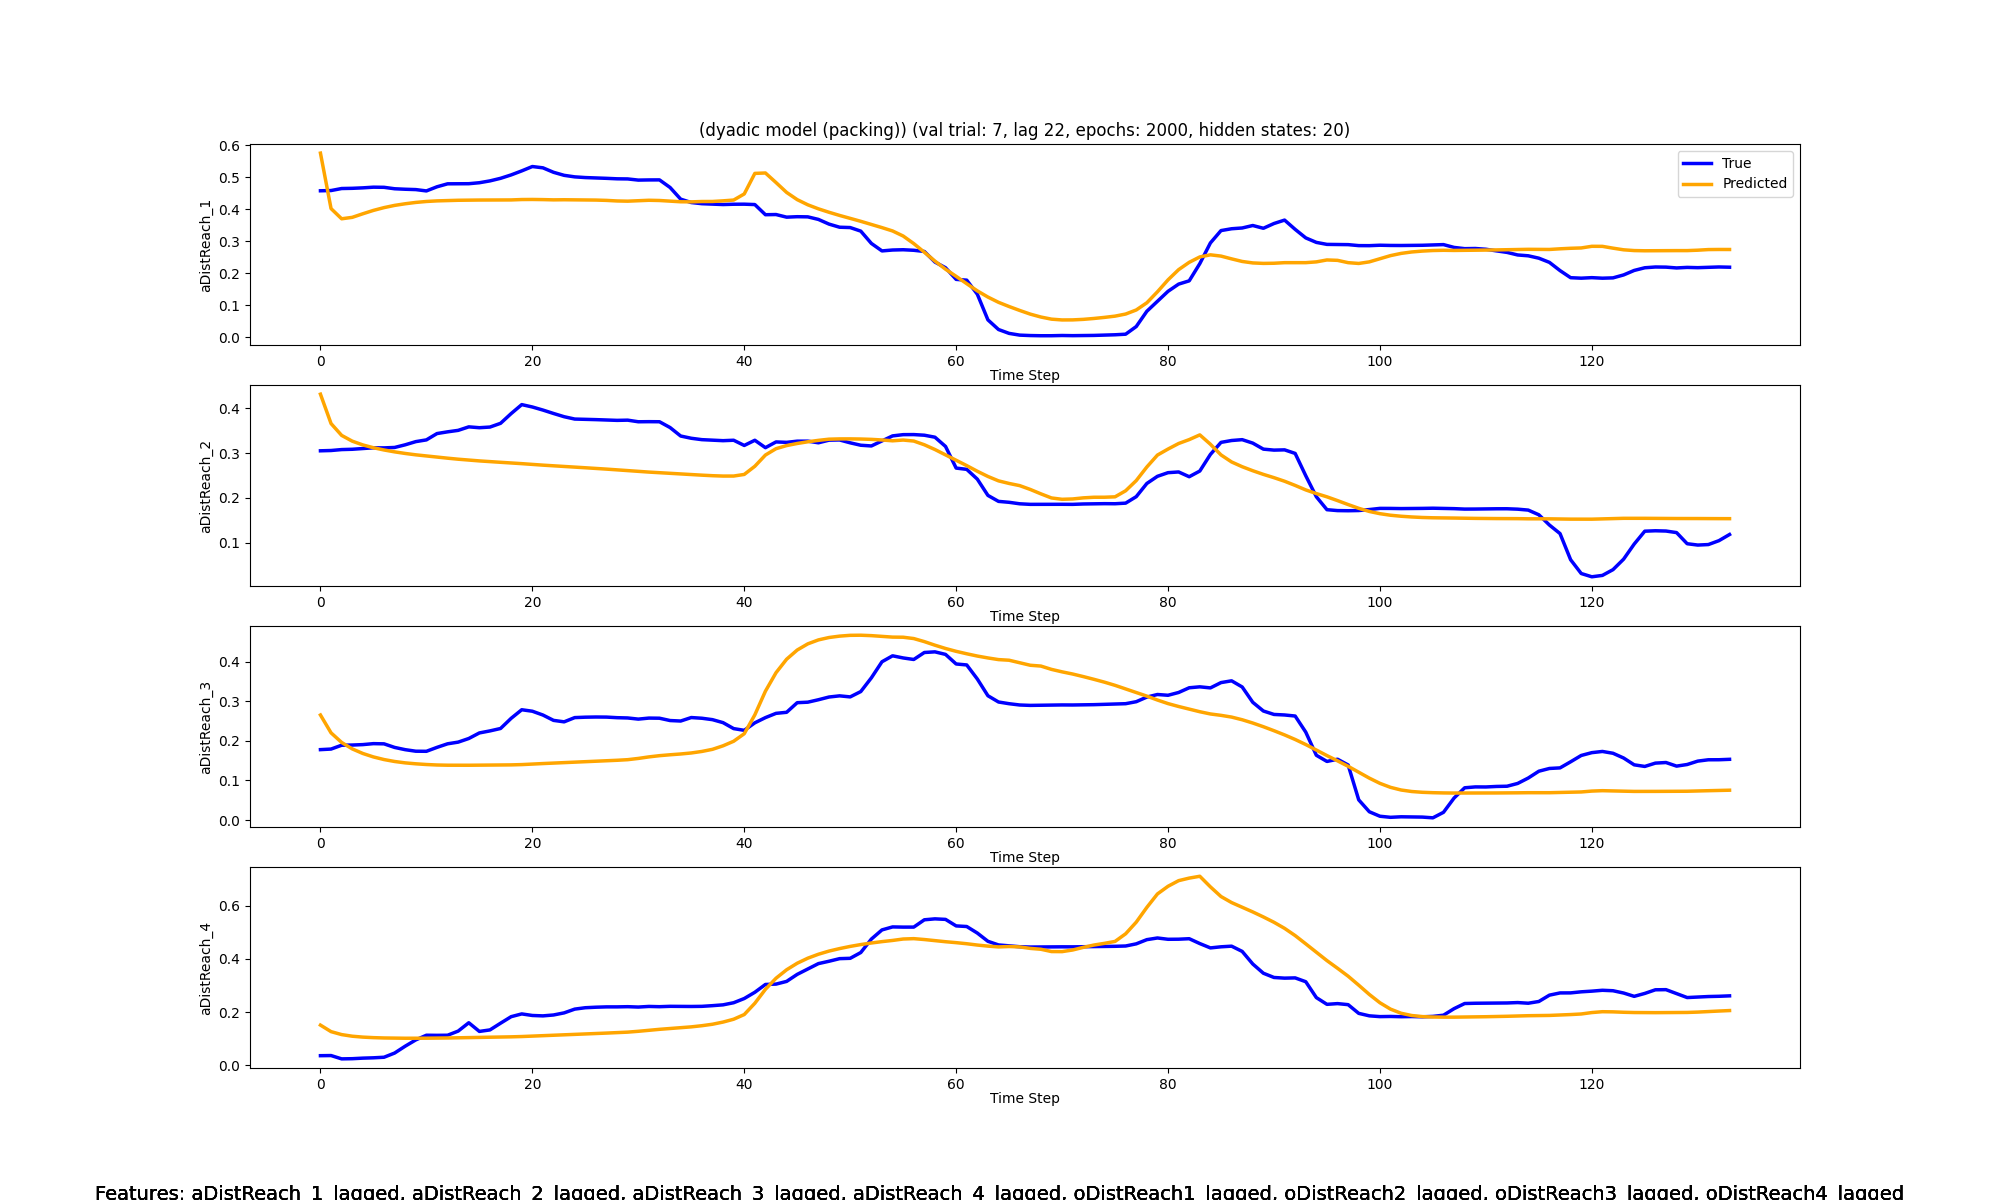 (dyadic model (packing)) (val trial: 7, lag 22, epochs: 2000, hidden states: 20)
True
Predicted
aDistReach_1
0.6
0.5
0.4
0.3
0.2
0.1
0.0
0 20 40 60 80 100 120
Time Step
aDistReach_2
0.4
0.3
0.2
0.1
0 20 40 60 80 100 120
Time Step
aDistReach_3
0.4
0.3
0.2
0.1
0.0
0 20 40 60 80 100 120
Time Step
aDistReach_4
0.6
0.4
0.2
0.0
0 20 40 60 80 100 120
Time Step
Features: aDistReach_1_lagged, aDistReach_2_lagged, aDistReach_3_lagged, aDistReach_4_lagged, oDistReach1_lagged, oDistReach2_lagged, oDistReach3_lagged, oDistReach4_lagged